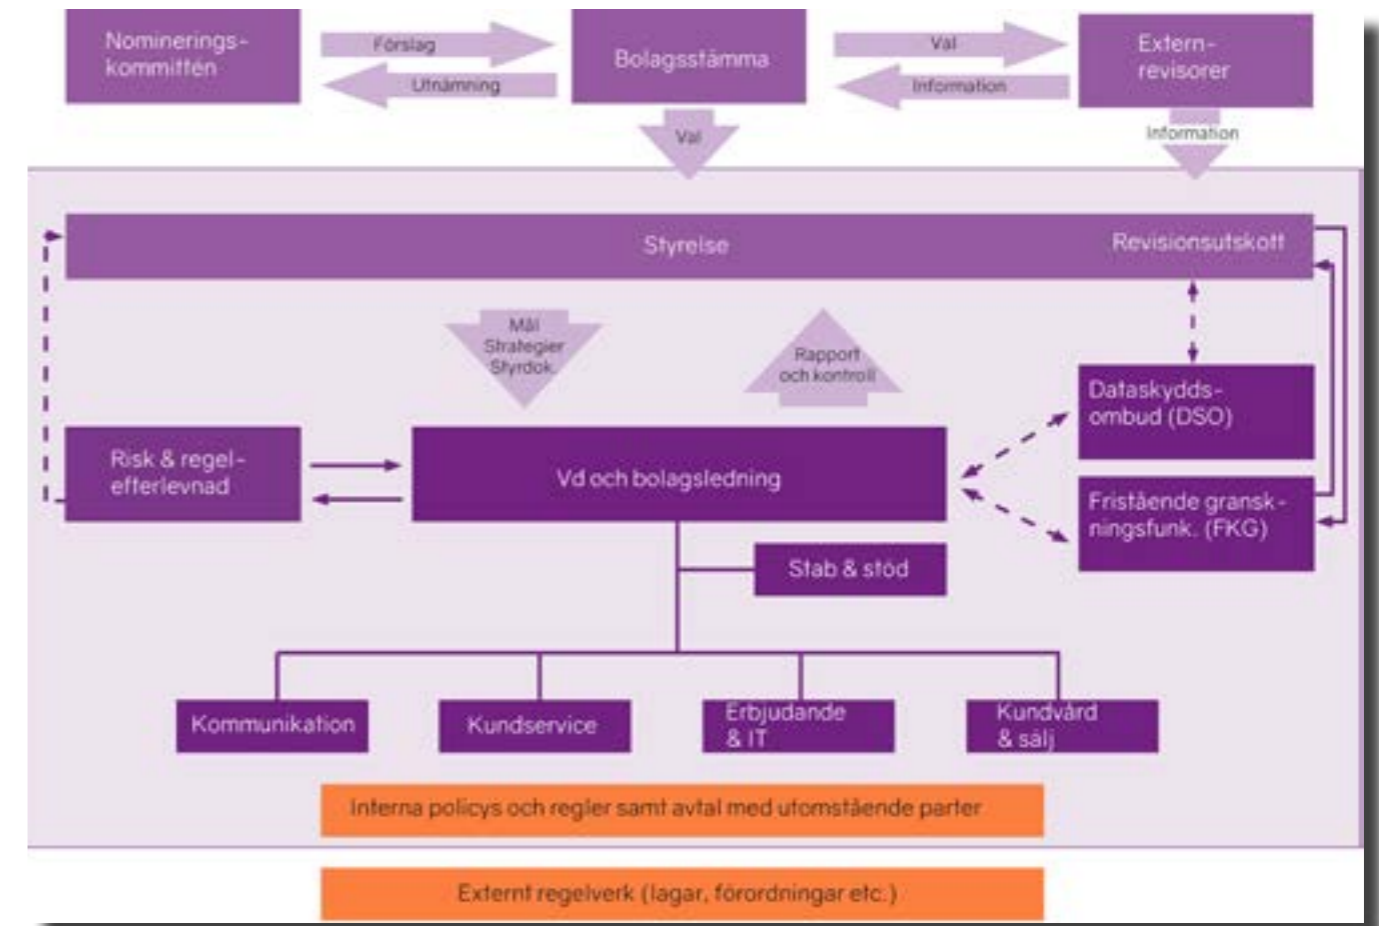 Nominerings-
kommittén
Förslag
Utnämning
Bolagsstämma
Val
Information
Extern-
revisorer
Val
Information
Styrelse
Revisionsutskott
Mål
Strategier
Styrdok.
Rapport
och kontroll
Dataskydds-
ombud (DSO)
Risk & regel-
efterlevnad
Vd och bolagsledning
Fristående gransk-
ningsfunk. (FKG)
Stab & stöd
Kommunikation
Kundservice
Erbjudande
& IT
Kundvård
& sälj
Interna policys och regler samt avtal med utomstående parter
Externt regelverk (lagar, förordningar etc.)